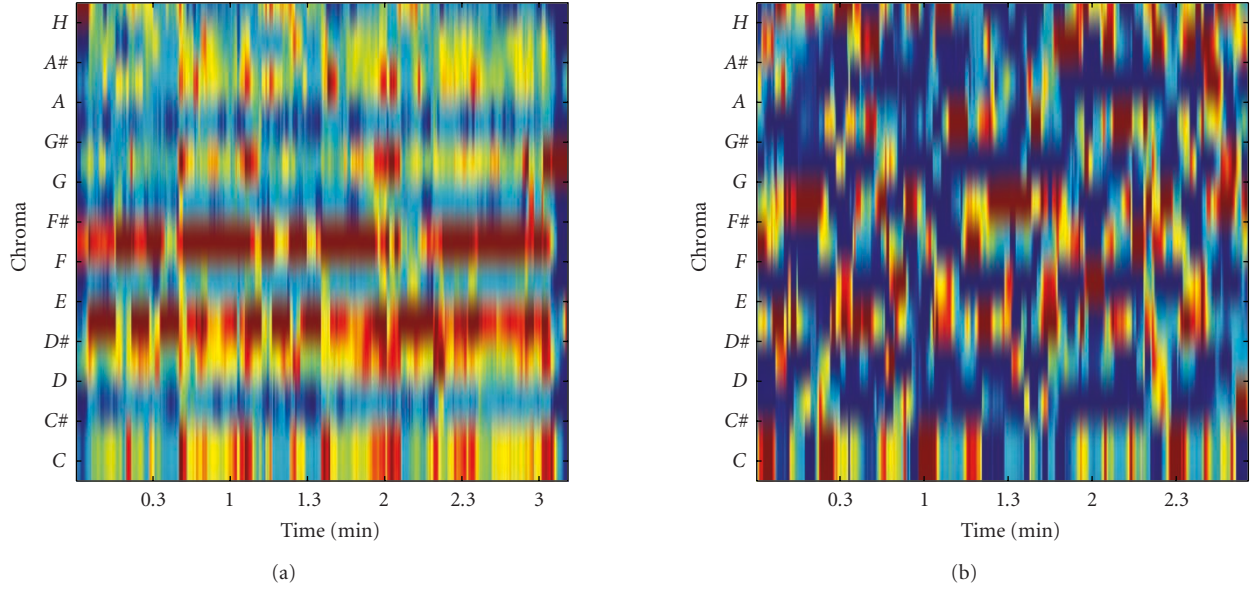 H
A#
A
G#
G
F#
F
E
D#
D
C#
C
Chroma
0.3 1 1.3 2 2.3 3
Time (min)
(a)
H
A#
A
G#
G
F#
F
E
D#
D
C#
C
Chroma
0.3 1 1.3 2 2.3
Time (min)
(b)